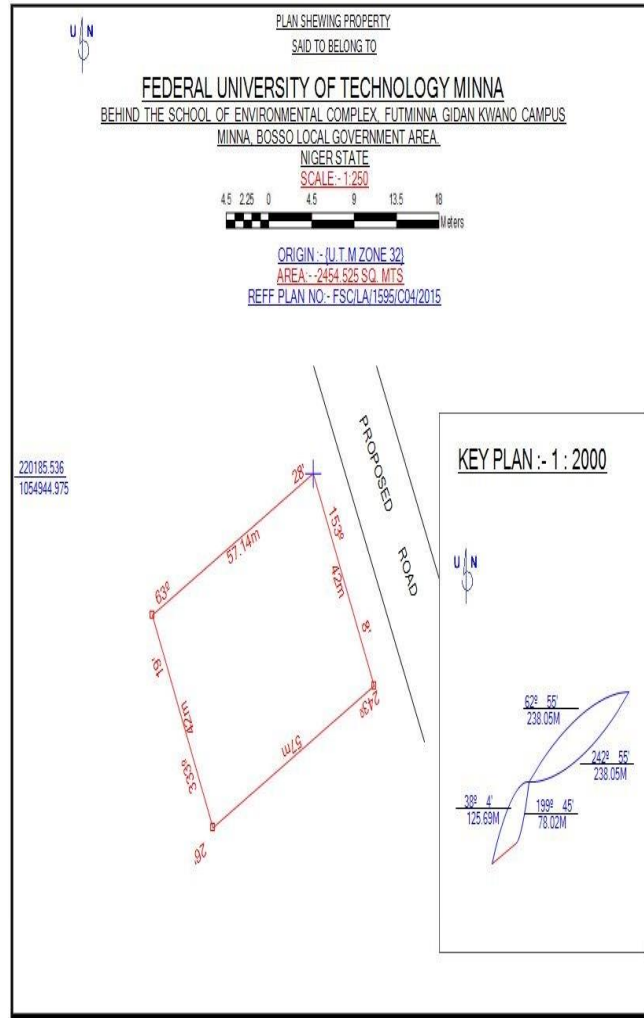 PLAN SHEWING PROPERTY
SAID TO BELONG TO
FEDERAL UNIVERSITY OF TECHNOLOGY MINNA
BEHIND THE SCHOOL OF ENVIRONMENTAL COMPLEX, FUTMINNA GIDAN KWANO CAMPUS
MINNA, BOSSO LOCAL GOVERNMENT AREA.
NIGER STATE
SCALE:- 1:250
4.5 2.25 0 4.5 9 13.5 18
Meters
ORIGIN :- {U.T.M ZONE 32}
AREA:--2454.525 SQ. MTS
REFF PLAN NO:- FSC/LA/1595/C04/2015
U N
220185.536
1054944.975
63º 57.14m 28'
153º 42m 8'
PROPOSED ROAD
243º 57m 26'
333º 42m 19'
KEY PLAN :- 1 : 2000
U N
62º 55'
238.05M
242º 55'
238.05M
38º 4'
125.69M
199º 45'
78.02M